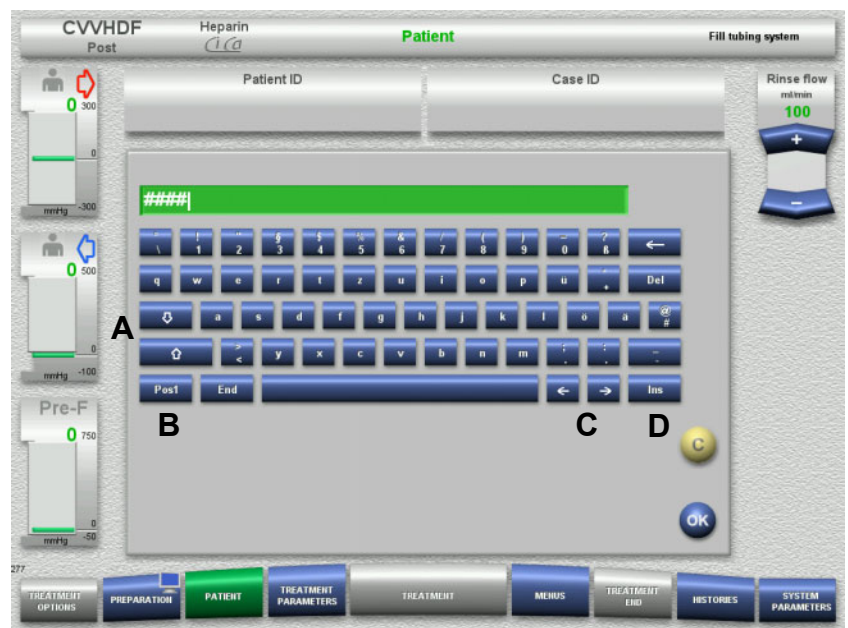 CVVHDF
Post
Heparin
CiCa
Patient
Fill tubing system
0 300
0
mmHg -300
0 500
0
mmHg -100
Pre-F
0 750
0
mmHg -50
Patient ID
Case ID
Rinse flow
ml/min
100
+
−
####
° ! " § $ % & / ( ) = ?
\ 1 2 3 4 5 6 7 8 9 0 ß ←
q w e r t z u i o p ü * + Del
A
a s d f g h j k l ö ä @ #
> < y x c v b n m ; , : . _ -
Pos1 End ← → Ins
B C D
C
OK
277
TREATMENT OPTIONS
PREPARATION
PATIENT
TREATMENT PARAMETERS
TREATMENT
MENUS
TREATMENT END
HISTORIES
SYSTEM PARAMETERS